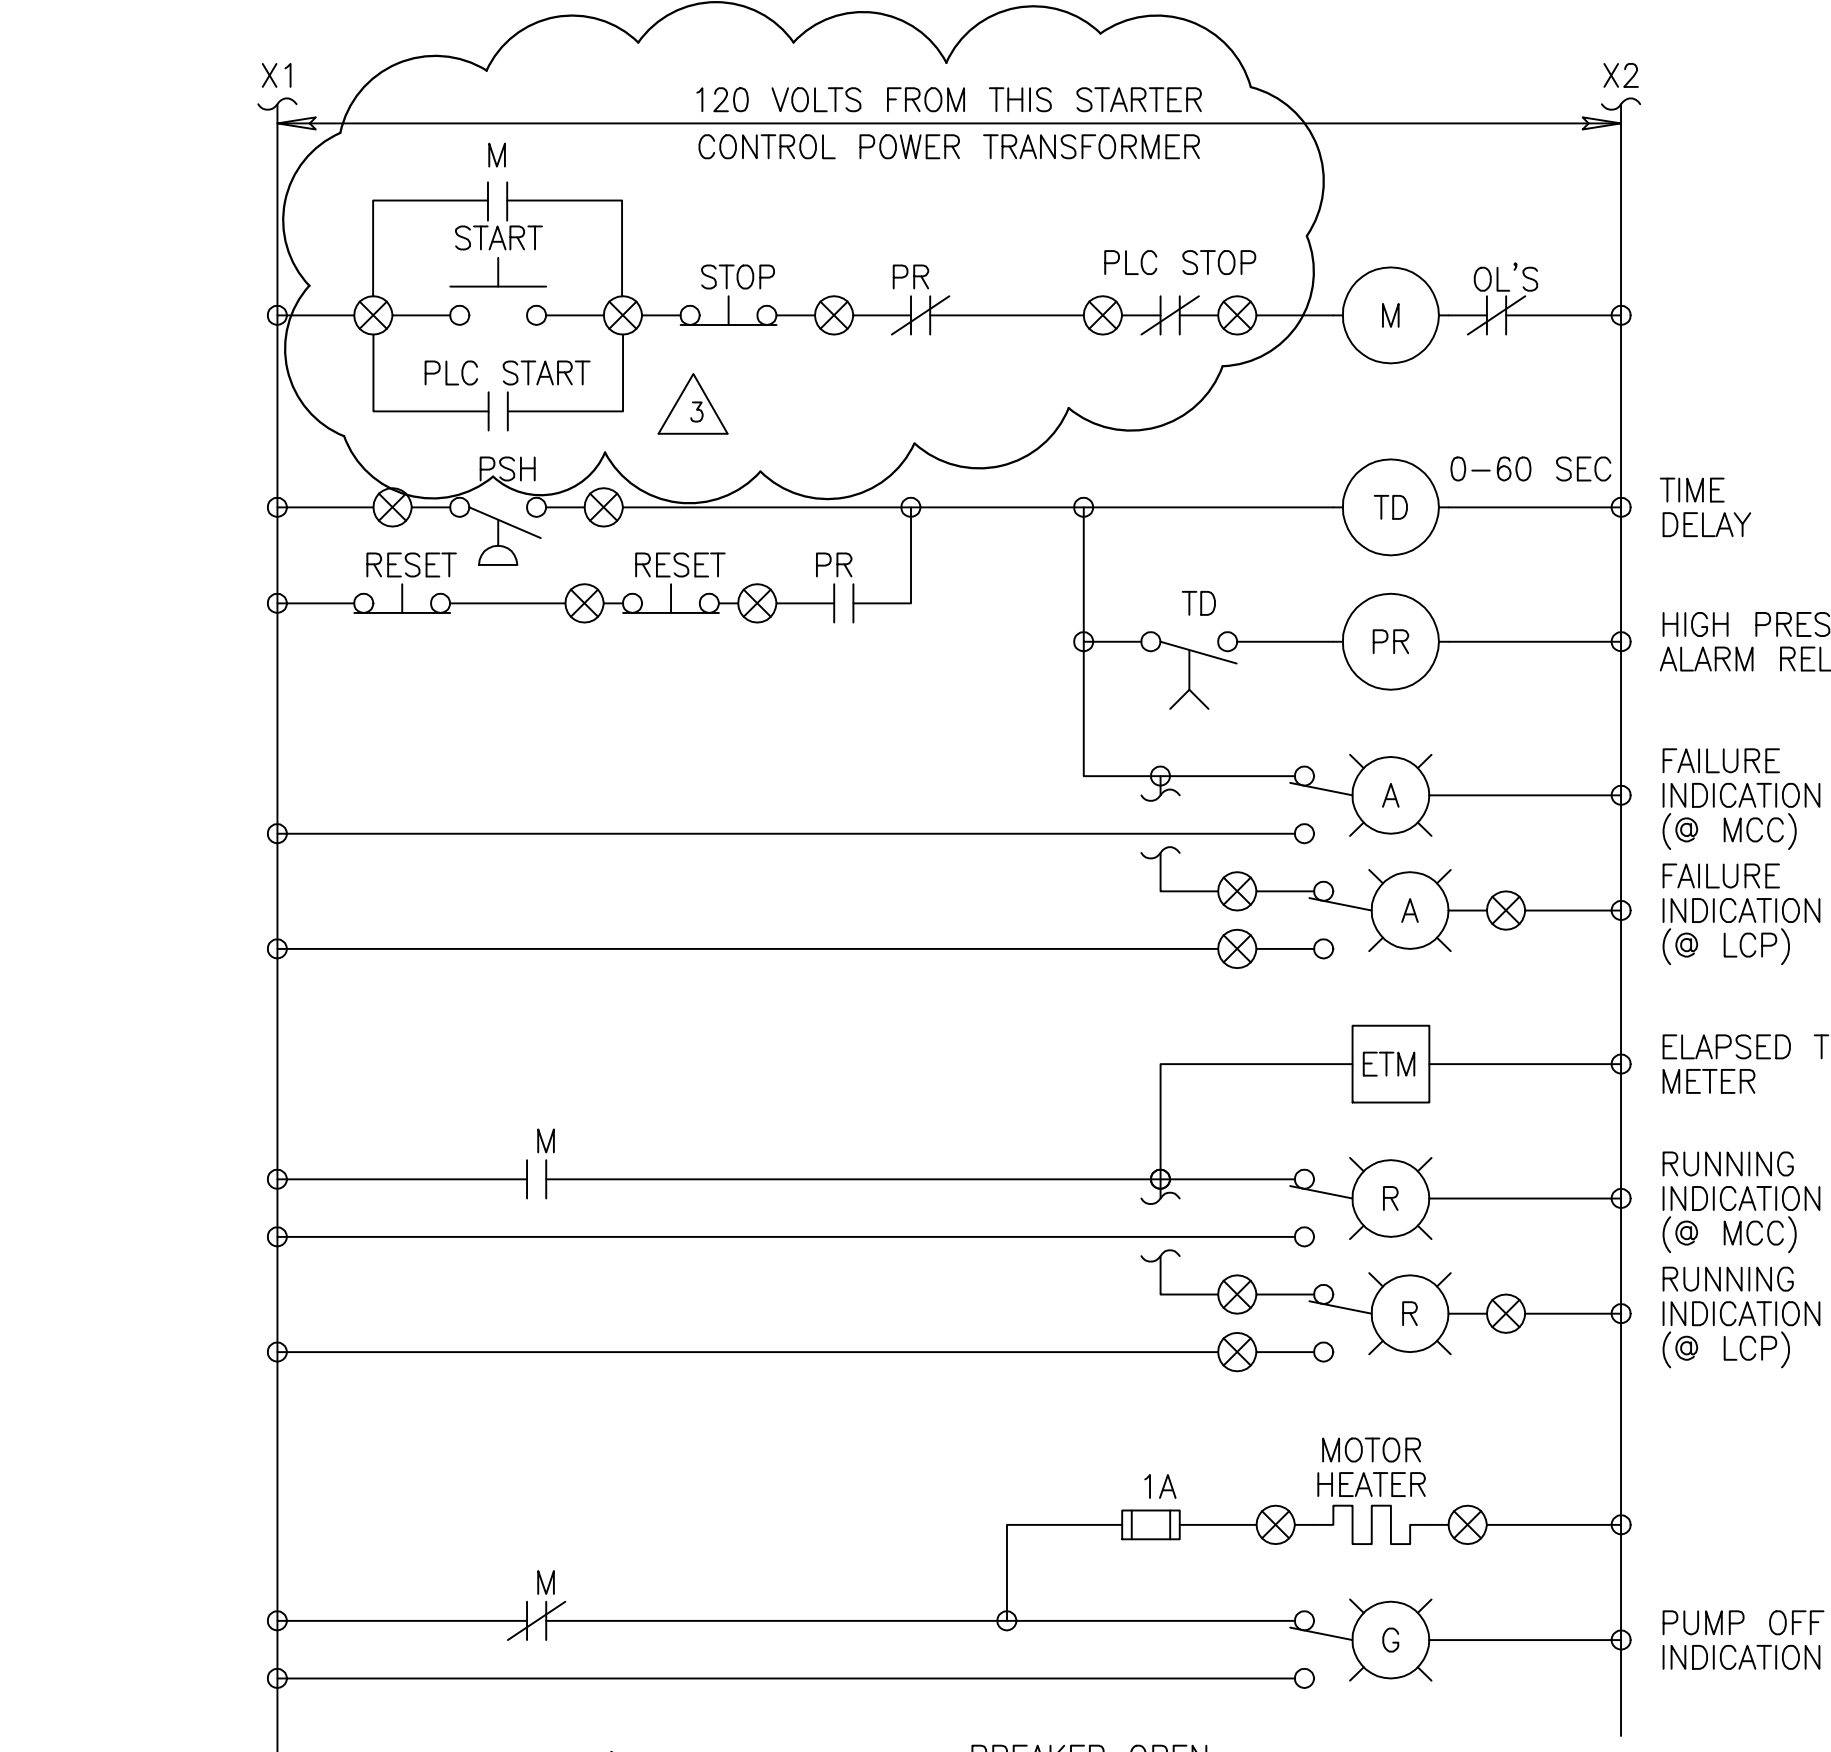 X1
X2
120 VOLTS FROM THIS STARTER
CONTROL POWER TRANSFORMER
M
START
STOP
PR
PLC STOP
M
OL'S
PLC START
3
PSH
TD
0-60 SEC
TIME
DELAY
RESET
RESET
PR
TD
PR
HIGH PRES
ALARM REL
A
FAILURE
INDICATION
(@ MCC)
A
FAILURE
INDICATION
(@ LCP)
ETM
ELAPSED T
METER
M
R
RUNNING
INDICATION
(@ MCC)
R
RUNNING
INDICATION
(@ LCP)
1A
MOTOR
HEATER
M
G
PUMP OFF
INDICATION
BREAKER OPEN